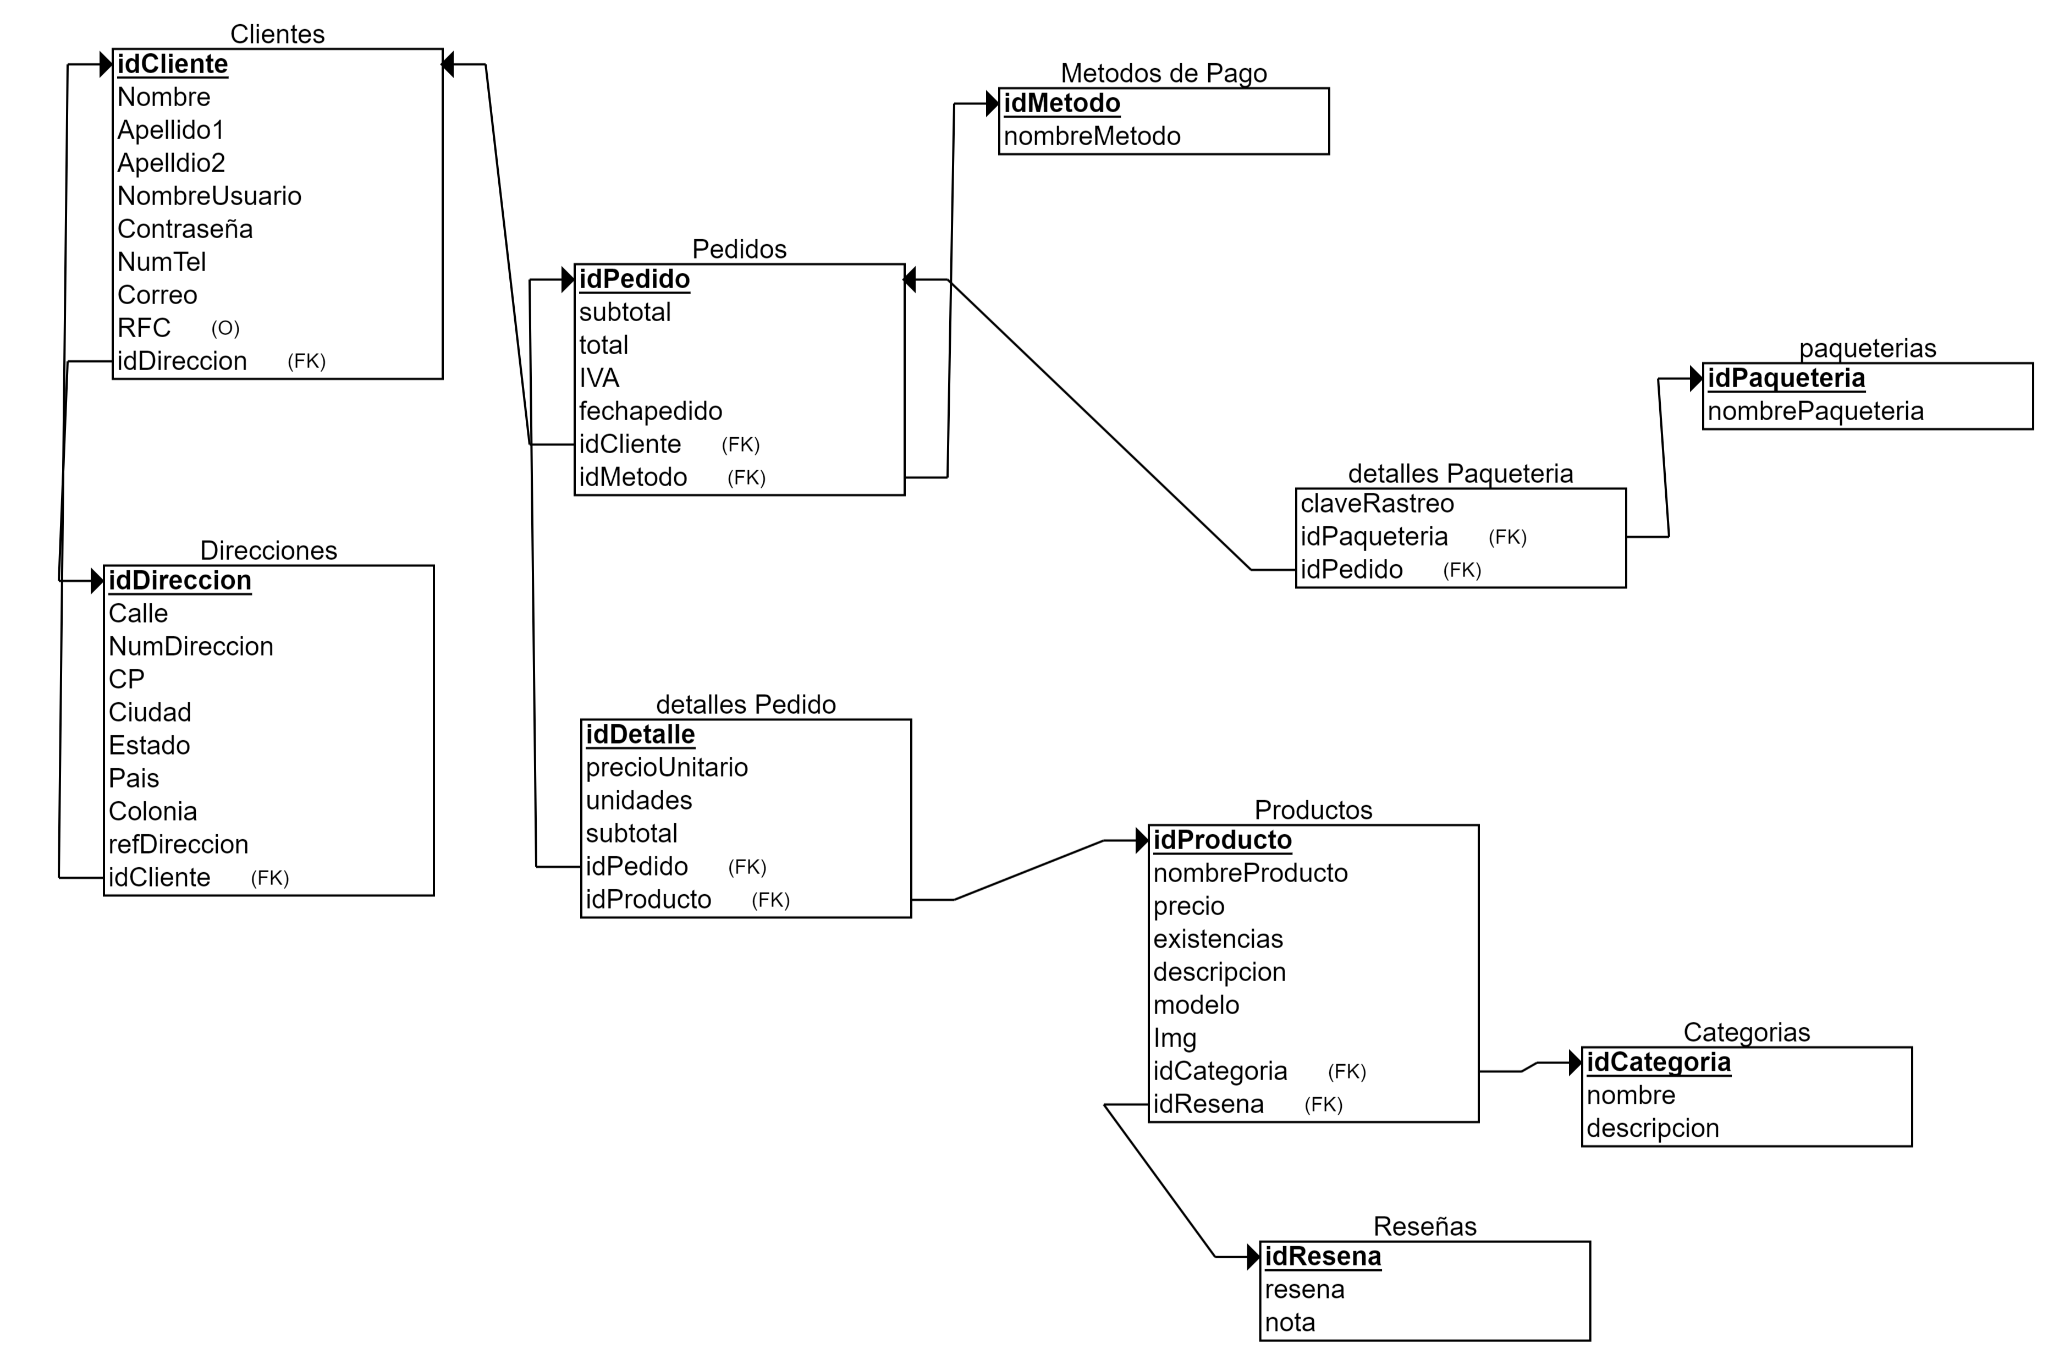 Clientes
idCliente
Nombre
Apellido1
Apelldio2
NombreUsuario
Contraseña
NumTel
Correo
RFC (O)
idDireccion (FK)
Metodos de Pago
idMetodo
nombreMetodo
Pedidos
idPedido
subtotal
total
IVA
fechapedido
idCliente (FK)
idMetodo (FK)
paqueterias
idPaqueteria
nombrePaqueteria
detalles Paqueteria
claveRastreo
idPaqueteria (FK)
idPedido (FK)
Direcciones
idDireccion
Calle
NumDireccion
CP
Ciudad
Estado
Pais
Colonia
refDireccion
idCliente (FK)
detalles Pedido
idDetalle
precioUnitario
unidades
subtotal
idPedido (FK)
idProducto (FK)
Productos
idProducto
nombreProducto
precio
existencias
descripcion
modelo
Img
idCategoria (FK)
idResena (FK)
Categorias
idCategoria
nombre
descripcion
Reseñas
idResena
resena
nota